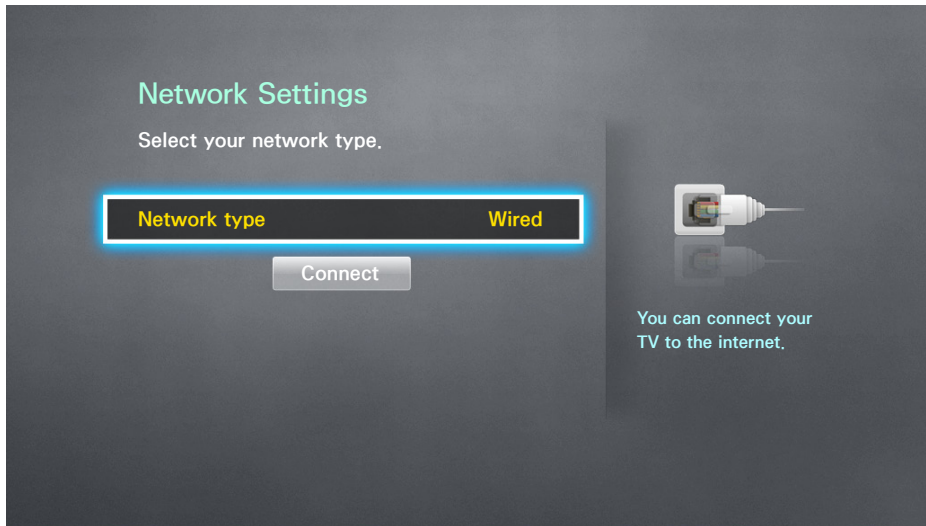 Network Settings
Select your network type.
Network type Wired
Connect
You can connect your
TV to the internet.